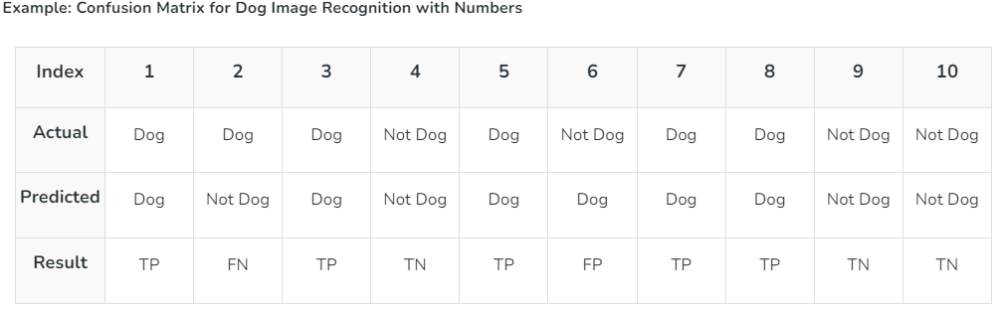 Example: Confusion Matrix for Dog Image Recognition with Numbers
Index 1 2 3 4 5 6 7 8 9 10
Actual Dog Dog Dog Not Dog Dog Not Dog Dog Dog Not Dog Not Dog
Predicted Dog Not Dog Dog Not Dog Dog Dog Dog Dog Not Dog Not Dog
Result TP FN TP TN TP FP TP TP TN TN